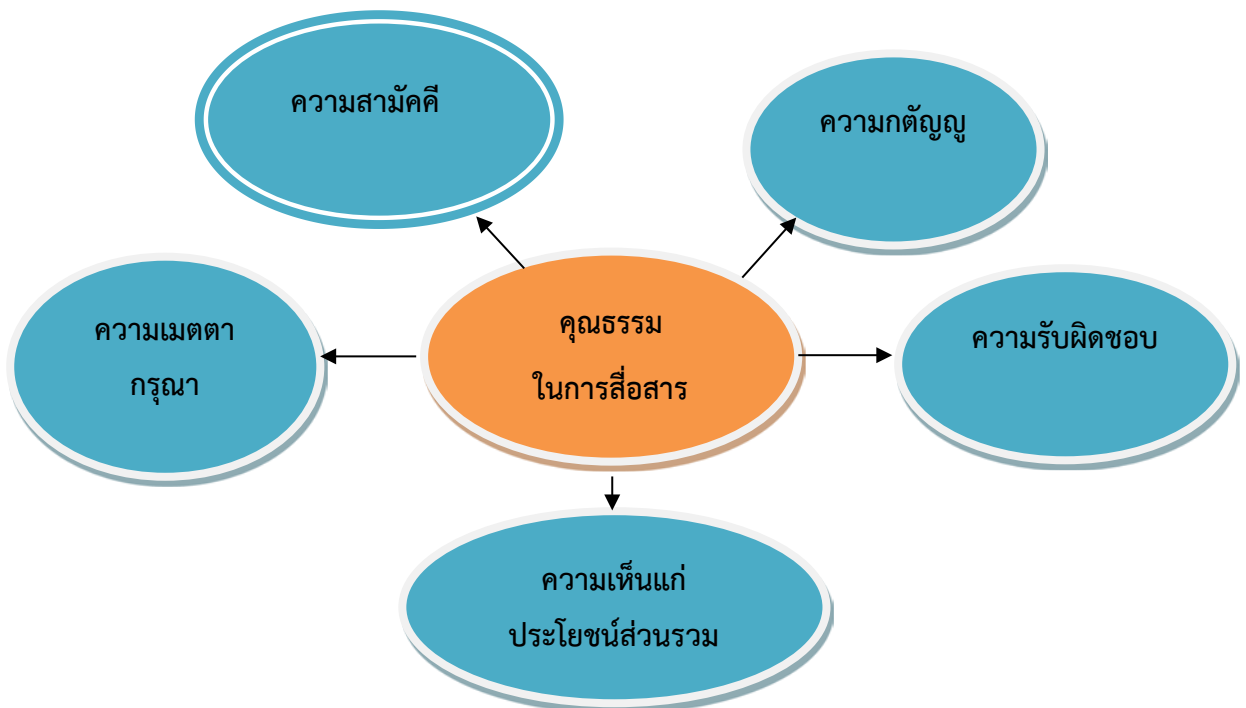 ความสามัคคี
ความกตัญญู
ความเมตตา
กรุณา
คุณธรรม
ในการสื่อสาร
ความรับผิดชอบ
ความเห็นแก่
ประโยชน์ส่วนรวม